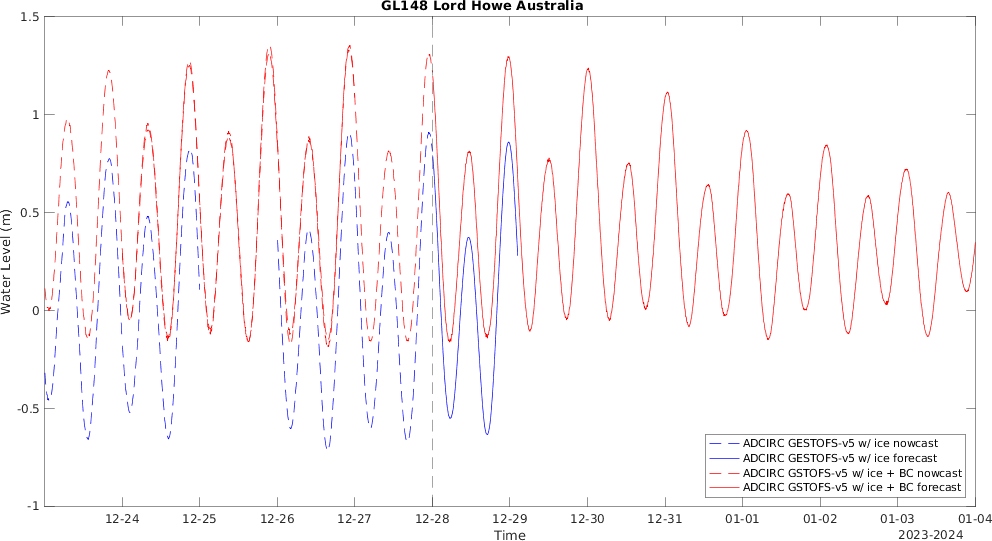 GL148 Lord Howe Australia
1.5
1
0.5
0
-0.5
-1
Water Level (m)
ADCIRC GESTOFS-v5 w/ ice nowcast
ADCIRC GESTOFS-v5 w/ ice forecast
ADCIRC GSTOFS-v5 w/ ice + BC nowcast
ADCIRC GSTOFS-v5 w/ ice + BC forecast
12-24 12-25 12-26 12-27 12-28 12-29 12-30 12-31 01-01 01-02 01-03 01-04
Time
2023-2024